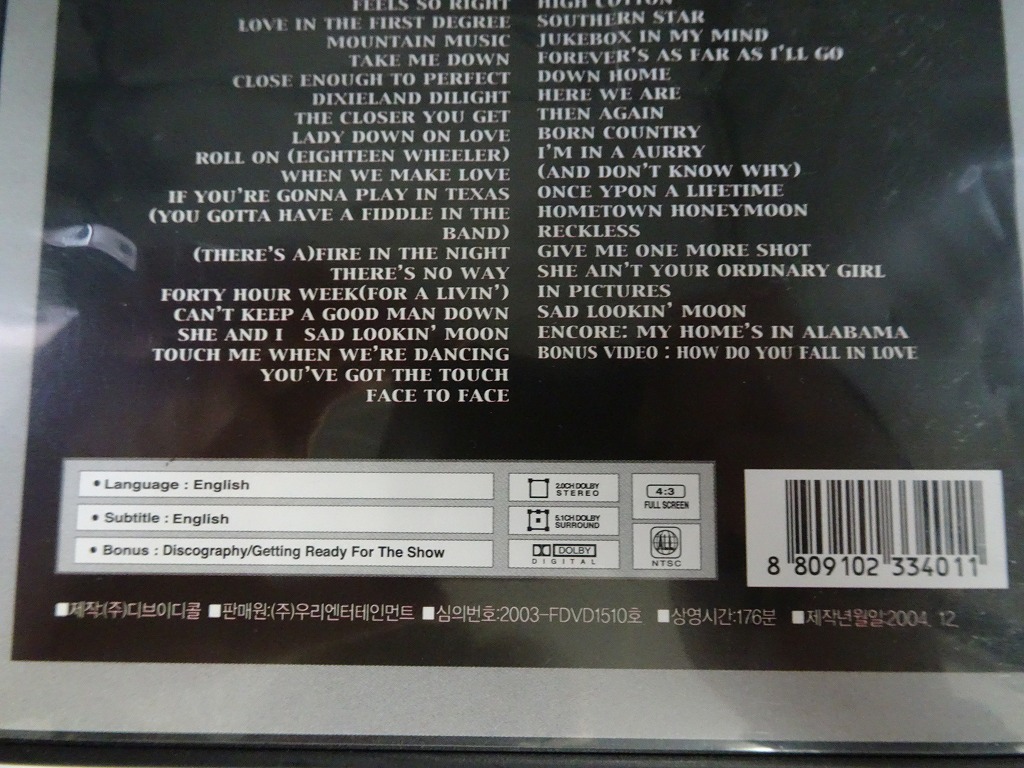 FEELS SO RIGHT
LOVE IN THE FIRST DEGREE
MOUNTAIN MUSIC
TAKE ME DOWN
CLOSE ENOUGH TO PERFECT
DIXIELAND DILIGHT
THE CLOSER YOU GET
LADY DOWN ON LOVE
ROLL ON (EIGHTEEN WHEELER)
WHEN WE MAKE LOVE
IF YOU'RE GONNA PLAY IN TEXAS
(YOU GOTTA HAVE A FIDDLE IN THE
BAND)
(THERE'S A)FIRE IN THE NIGHT
THERE'S NO WAY
FORTY HOUR WEEK(FOR A LIVIN')
CAN'T KEEP A GOOD MAN DOWN
SHE AND I SAD LOOKIN' MOON
TOUCH ME WHEN WE'RE DANCING
YOU'VE GOT THE TOUCH
FACE TO FACE
HIGH COTTON
SOUTHERN STAR
JUKEBOX IN MY MIND
FOREVER'S AS FAR AS I'LL GO
DOWN HOME
HERE WE ARE
THEN AGAIN
BORN COUNTRY
I'M IN A AURRY
(AND DON'T KNOW WHY)
ONCE YPON A LIFETIME
HOMETOWN HONEYMOON
RECKLESS
GIVE ME ONE MORE SHOT
SHE AIN'T YOUR ORDINARY GIRL
IN PICTURES
SAD LOOKIN' MOON
ENCORE: MY HOME'S IN ALABAMA
BONUS VIDEO : HOW DO YOU FALL IN LOVE
• Language : English
• Subtitle : English
• Bonus : Discography/Getting Ready For The Show
2.0CH DOLBY
STEREO
5.1CH DOLBY
SURROUND
DOLBY
DIGITAL
4:3
FULL SCREEN
NTSC
8 809102 334011
■제작:(주)디브이디콜 ■판매원:(주)우리엔터테인먼트 ■심의번호:2003-FDVD1510호 ■상영시간:176분 ■제작년월일:2004. 12.